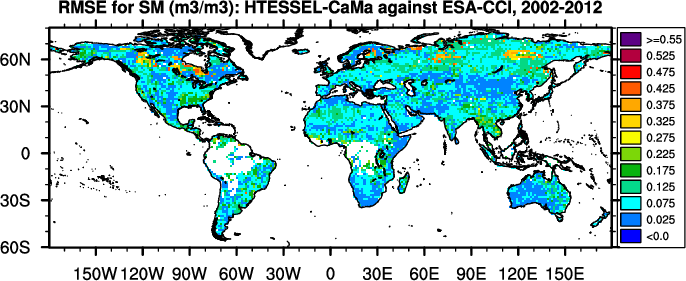 RMSE for SM (m3/m3): HTESSEL-CaMa against ESA-CCI, 2002-2012
60N
30N
0
30S
60S
150W 120W 90W 60W 30W 0 30E 60E 90E 120E 150E
>=0.55
0.525
0.475
0.425
0.375
0.325
0.275
0.225
0.175
0.125
0.075
0.025
<0.0